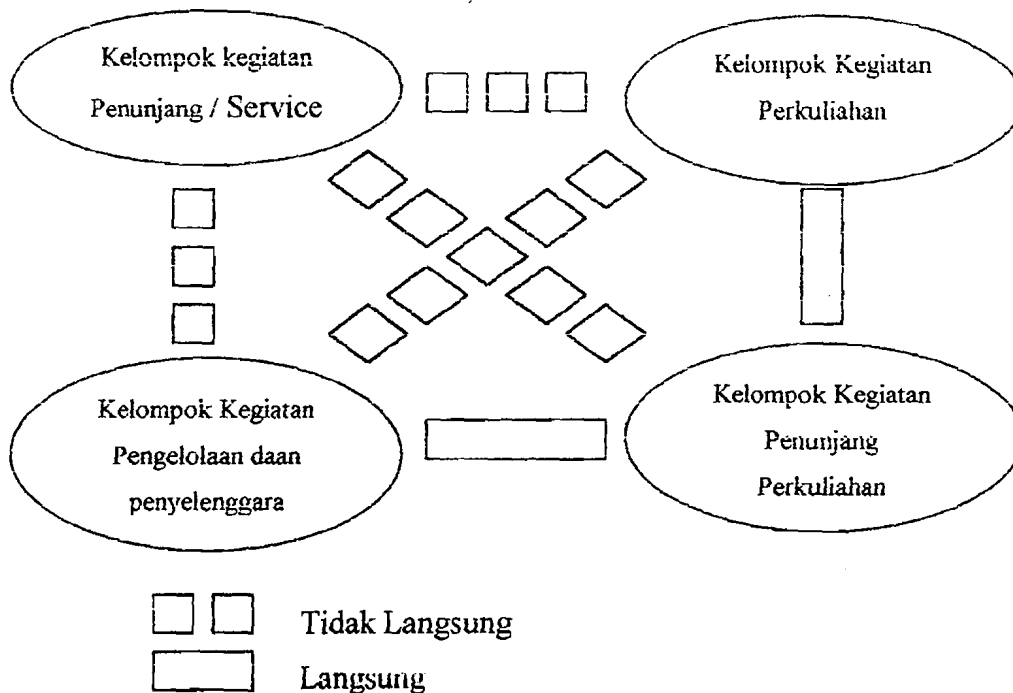 Kelompok kegiatan
Penunjang / Service
Kelompok Kegiatan
Perkuliahan
Kelompok Kegiatan
Pengelolaan daan
penyelenggara
Kelompok Kegiatan
Penunjang
Perkuliahan
Tidak Langsung
Langsung